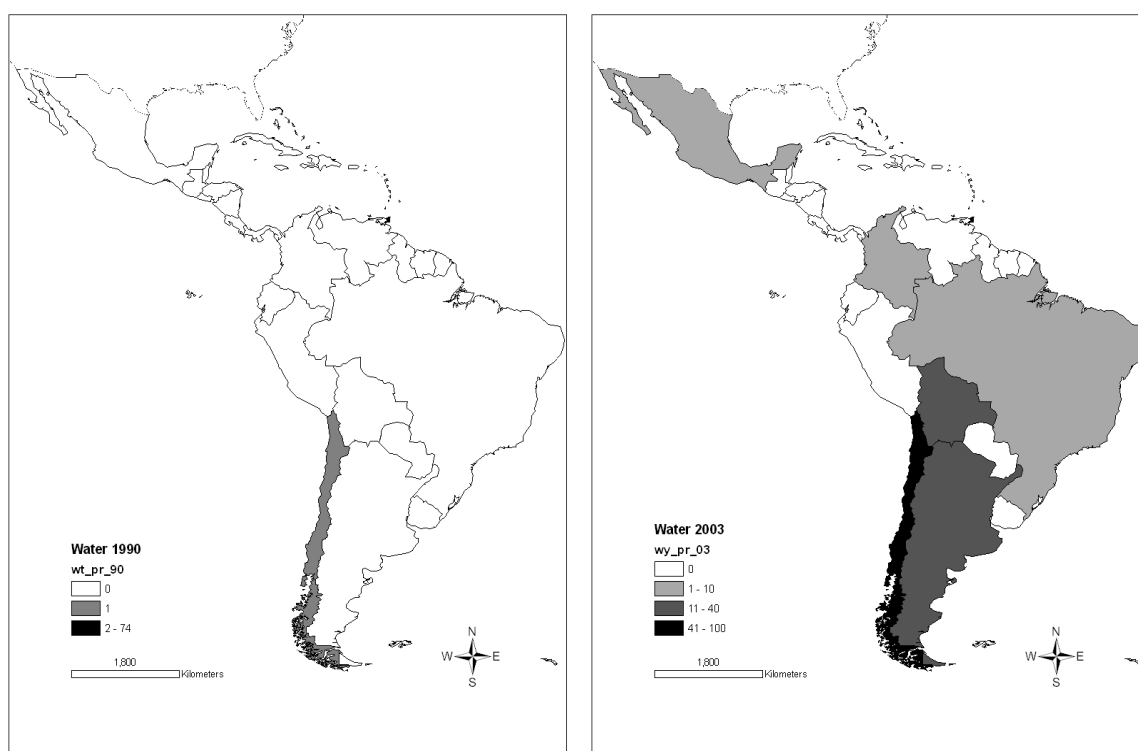 Water 1990
wt_pr_90
0
1
2 - 74
1,800
Kilometers
N
W E
S
Water 2003
wy_pr_03
0
1 - 10
11 - 40
41 - 100
1,800
Kilometers
N
W E
S